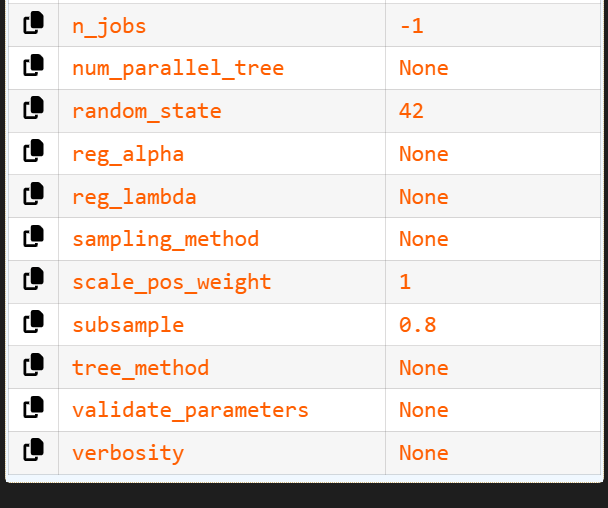 n_jobs -1
num_parallel_tree None
random_state 42
reg_alpha None
reg_lambda None
sampling_method None
scale_pos_weight 1
subsample 0.8
tree_method None
validate_parameters None
verbosity None